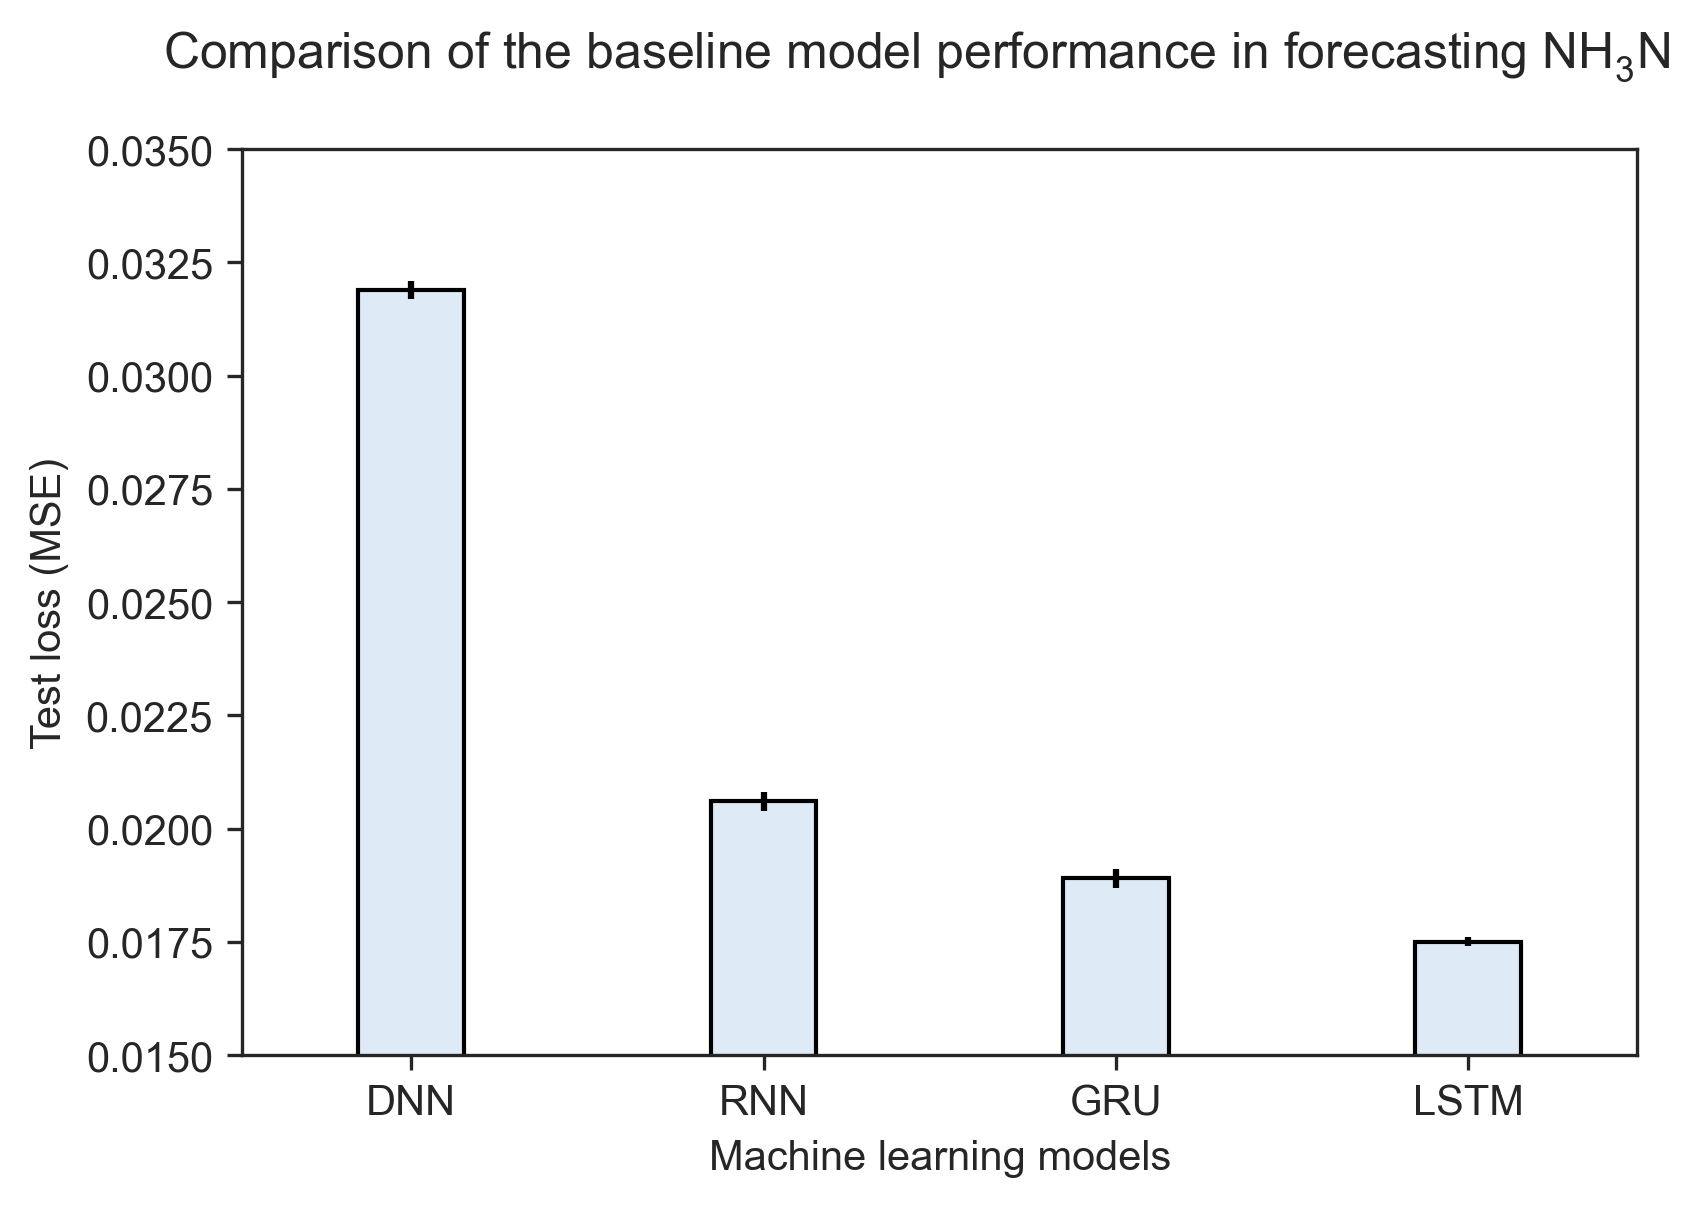 Comparison of the baseline model performance in forecasting NH₃N
0.0350
0.0325
0.0300
0.0275
0.0250
0.0225
0.0200
0.0175
0.0150
Test loss (MSE)
DNN RNN GRU LSTM
Machine learning models